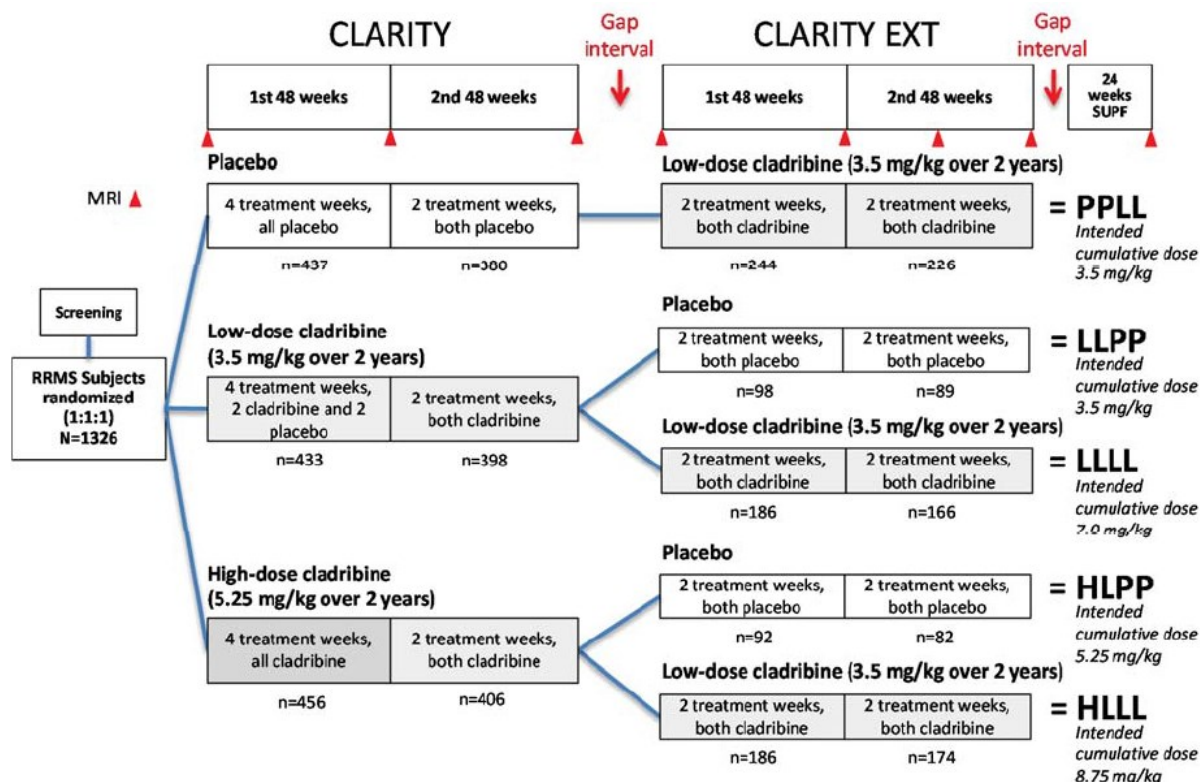 CLARITY
Gap
interval
CLARITY EXT
Gap
interval
1st 48 weeks
2nd 48 weeks
1st 48 weeks
2nd 48 weeks
24
weeks
SUPF
MRI
Placebo
4 treatment weeks,
all placebo
2 treatment weeks,
both placebo
n=437
n=380
Low-dose cladribine (3.5 mg/kg over 2 years)
2 treatment weeks,
both cladribine
2 treatment weeks,
both cladribine
n=244
n=226
= PPLL
Intended
cumulative dose
3.5 mg/kg
Screening
RRMS Subjects
randomized
(1:1:1)
N=1326
Low-dose cladribine
(3.5 mg/kg over 2 years)
4 treatment weeks,
2 cladribine and 2
placebo
2 treatment weeks,
both cladribine
n=433
n=398
Placebo
2 treatment weeks,
both placebo
2 treatment weeks,
both placebo
n=98
n=89
= LLPP
Intended
cumulative dose
3.5 mg/kg
Low-dose cladribine (3.5 mg/kg over 2 years)
2 treatment weeks,
both cladribine
2 treatment weeks,
both cladribine
n=186
n=166
= LLLL
Intended
cumulative dose
7.0 mg/kg
High-dose cladribine
(5.25 mg/kg over 2 years)
4 treatment weeks,
all cladribine
2 treatment weeks,
both cladribine
n=456
n=406
Placebo
2 treatment weeks,
both placebo
2 treatment weeks,
both placebo
n=92
n=82
= HLPP
Intended
cumulative dose
5.25 mg/kg
Low-dose cladribine (3.5 mg/kg over 2 years)
2 treatment weeks,
both cladribine
2 treatment weeks,
both cladribine
n=186
n=174
= HLLL
Intended
cumulative dose
8.75 mg/kg